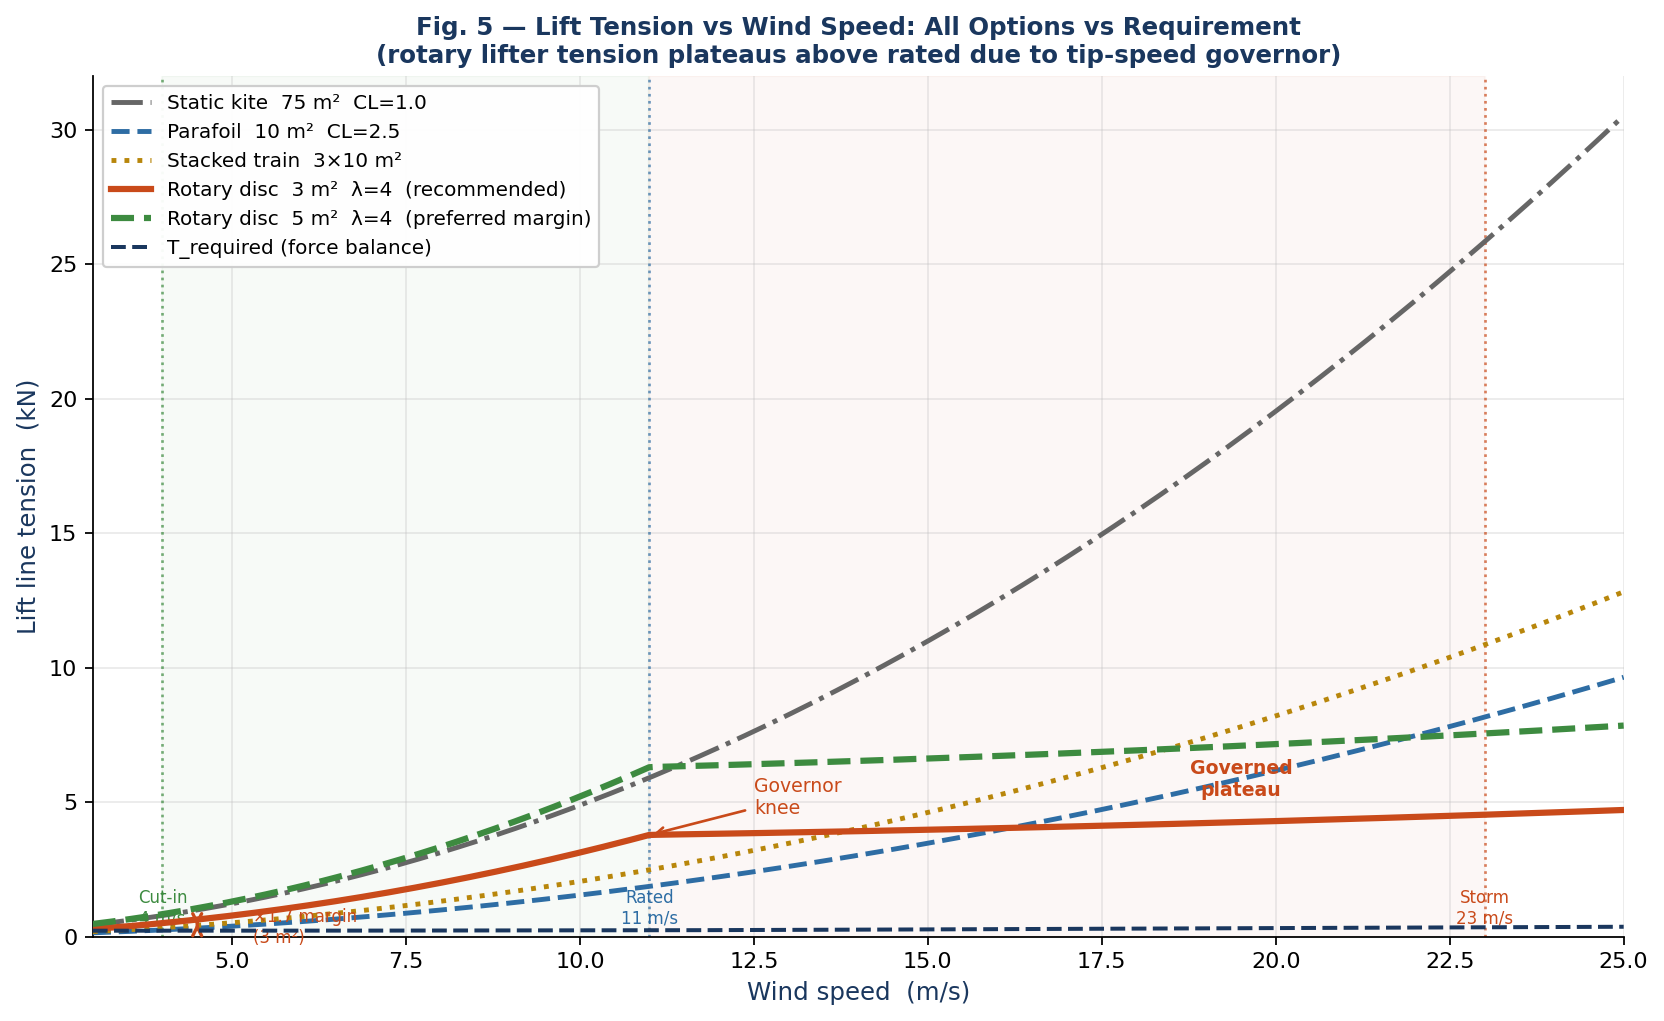 Fig. 5 — Lift Tension vs Wind Speed: All Options vs Requirement
(rotary lifter tension plateaus above rated due to tip-speed governor)
Static kite  75 m²  CL=1.0
Parafoil  10 m²  CL=2.5
Stacked train  3×10 m²
Rotary disc  3 m²  λ=4  (recommended)
Rotary disc  5 m²  λ=4  (preferred margin)
T_required (force balance)
Lift line tension  (kN)
30
25
20
15
10
5
0
Governor
knee
Governed
plateau
Cut-in
m/s
margin
(3 m²)
Rated
11 m/s
Storm
23 m/s
5.0
7.5
10.0
12.5
15.0
17.5
20.0
22.5
25.0
Wind speed  (m/s)